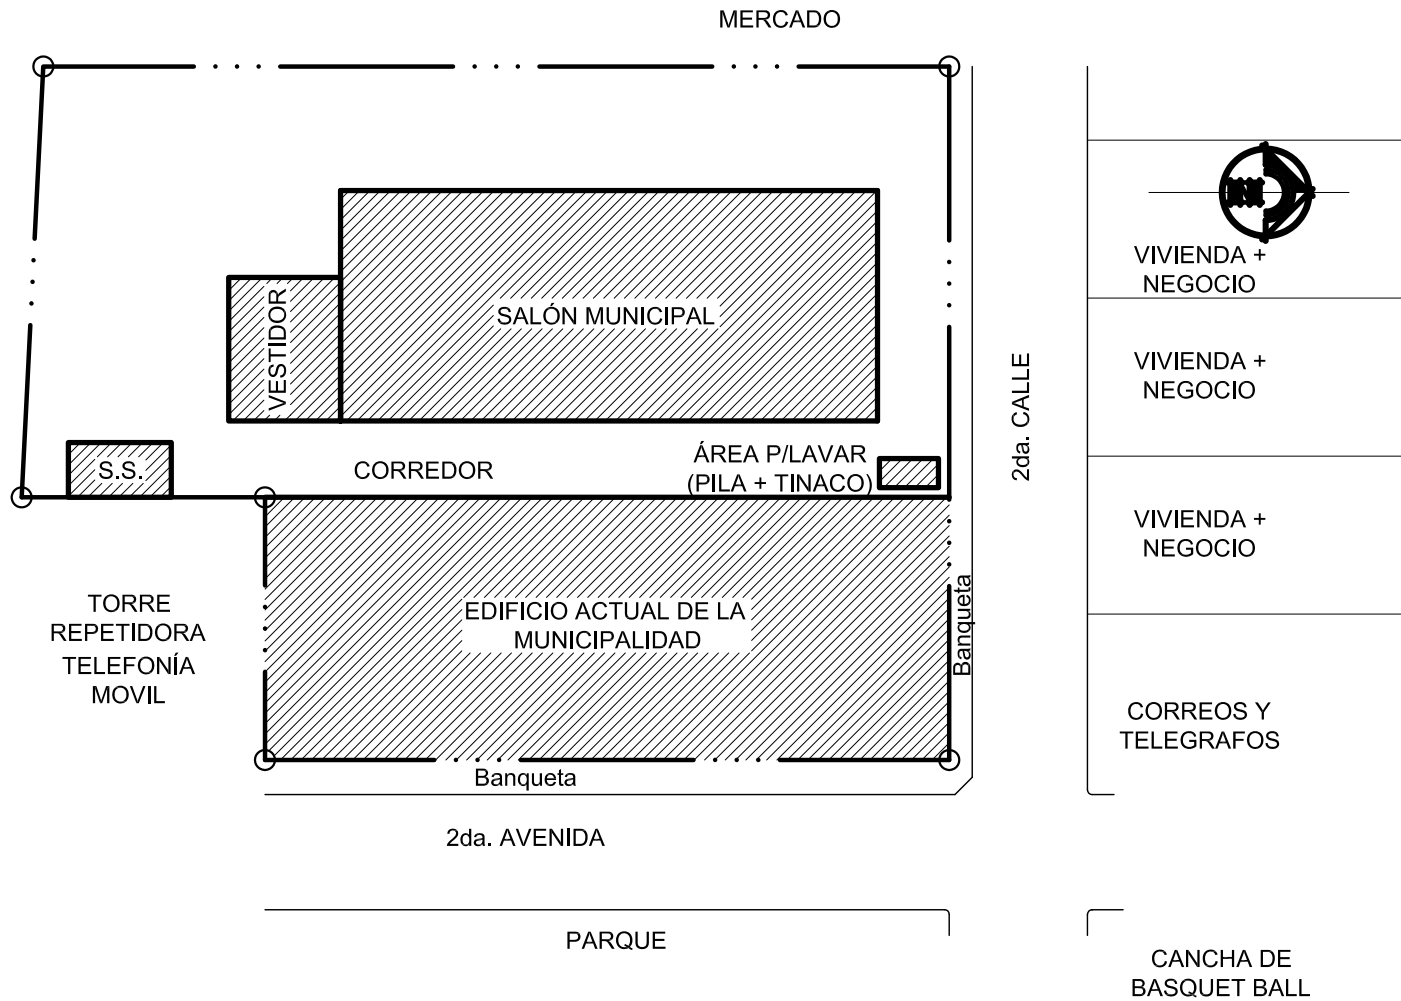 MERCADO
VIVIENDA +
NEGOCIO
SALÓN MUNICIPAL
VESTIDOR
VIVIENDA +
NEGOCIO
2da. CALLE
ÁREA P/LAVAR
(PILA + TINACO)
S.S.
CORREDOR
VIVIENDA +
NEGOCIO
TORRE
REPETIDORA
TELEFONÍA
MOVIL
EDIFICIO ACTUAL DE LA
MUNICIPALIDAD
Banqueta
CORREOS Y
TELEGRAFOS
Banqueta
2da. AVENIDA
PARQUE
CANCHA DE
BASQUET BALL